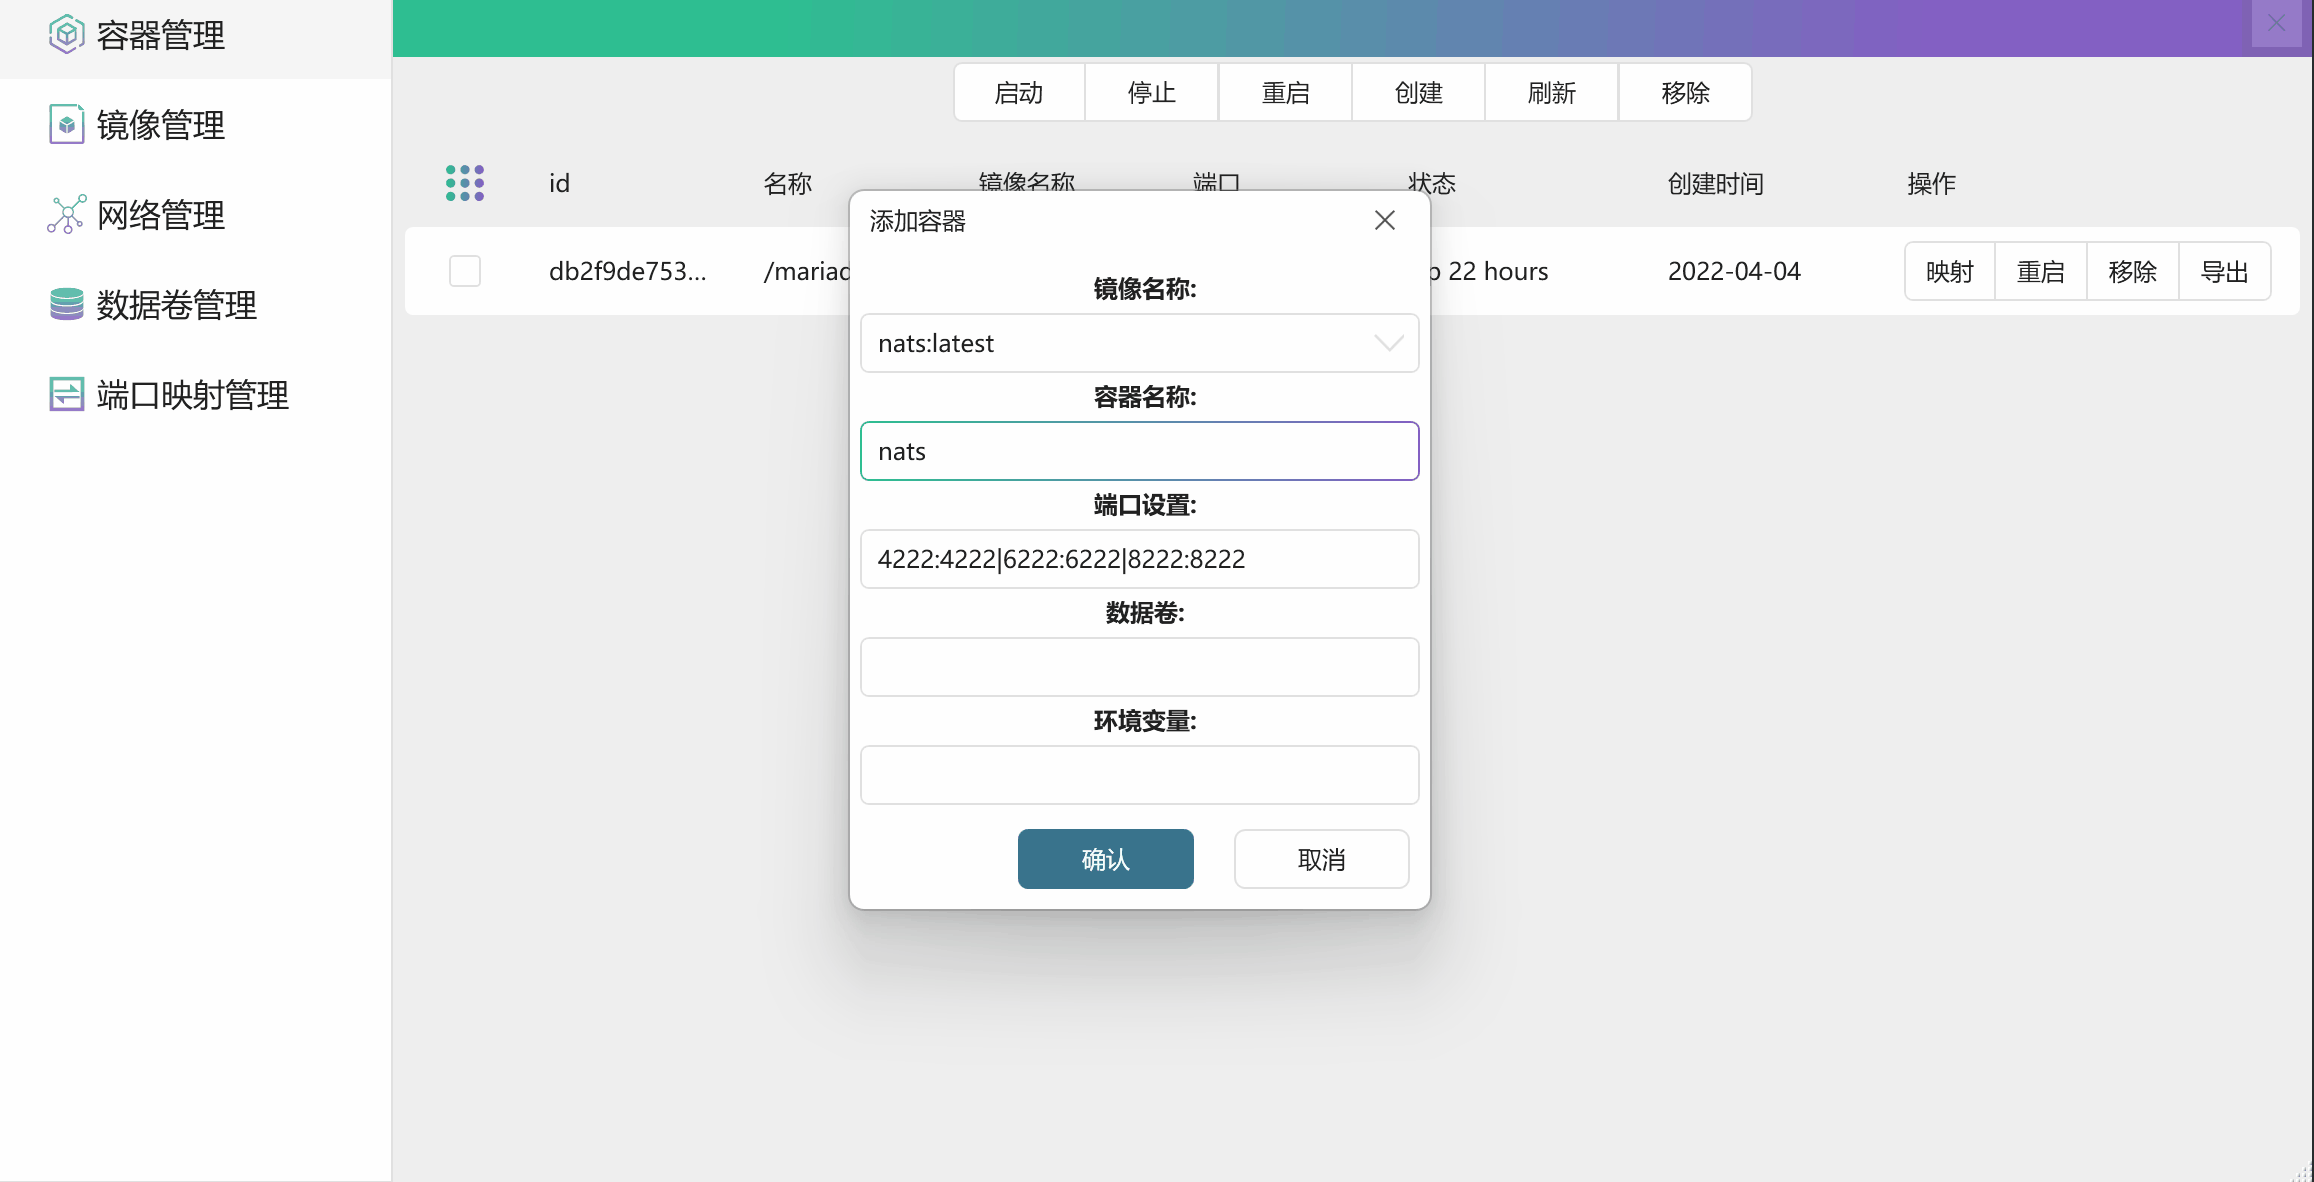 容器管理
镜像管理
网络管理
数据卷管理
端口映射管理
启动 停止 重启 创建 刷新 移除
id 名称 镜像名称 端口 状态 创建时间 操作
db2f9de753... /mariad p 22 hours 2022-04-04 映射 重启 移除 导出
添加容器
镜像名称:
nats:latest
容器名称:
nats
端口设置:
4222:4222|6222:6222|8222:8222
数据卷:
环境变量:
确认 取消